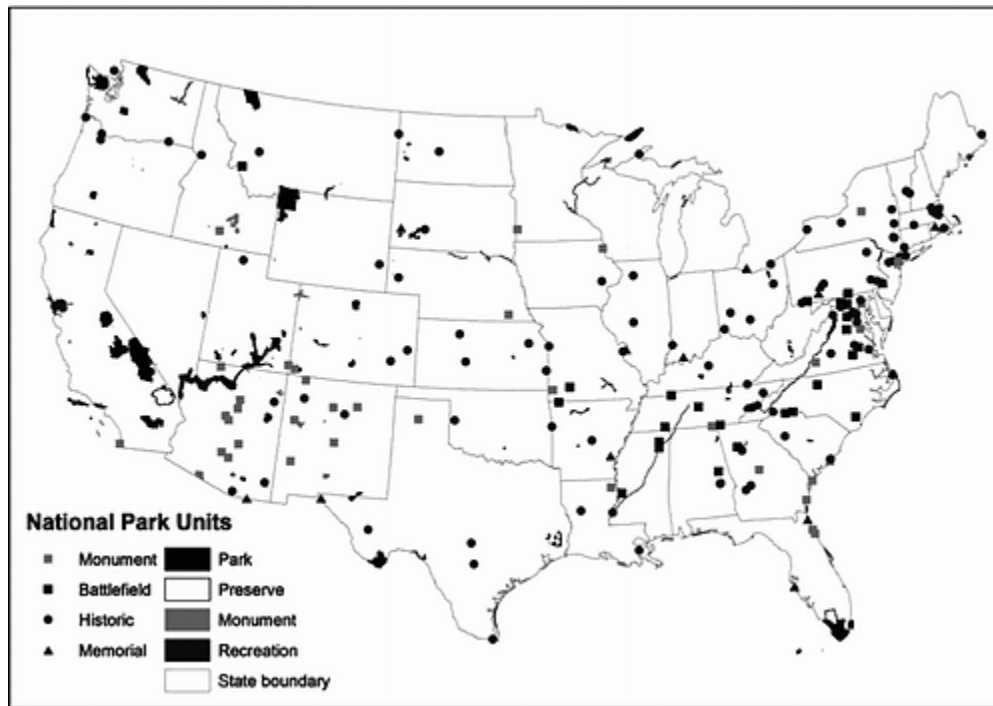 National Park Units
Monument Park
Battlefield Preserve
Historic Monument
Memorial Recreation
State boundary